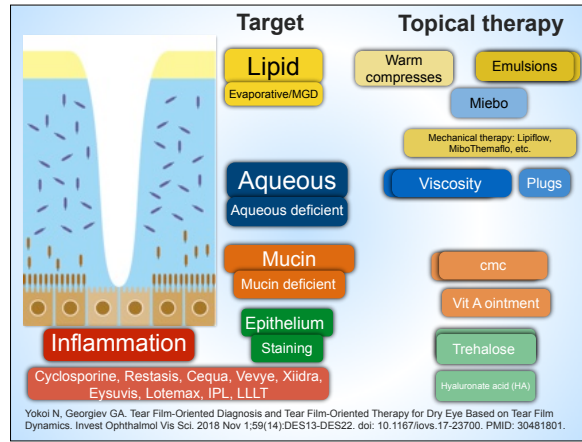 Target
Topical therapy
Lipid
Evaporative/MGD
Warm
compresses
Emulsions
Miebo
Mechanical therapy: Lipiflow,
MiboThemaflo, etc.
Aqueous
Aqueous deficient
Viscosity
Plugs
Mucin
Mucin deficient
cmc
Vit A ointment
Epithelium
Staining
Trehalose
Hyaluronate acid (HA)
Inflammation
Cyclosporine, Restasis, Cequa, Vevye, Xiidra,
Eysuvis, Lotemax, IPL, LLLT
Yokoi N, Georgiev GA. Tear Film-Oriented Diagnosis and Tear Film-Oriented Therapy for Dry Eye Based on Tear Film
Dynamics. Invest Ophthalmol Vis Sci. 2018 Nov 1;59(14):DES13-DES22. doi: 10.1167/iovs.17-23700. PMID: 30481801.